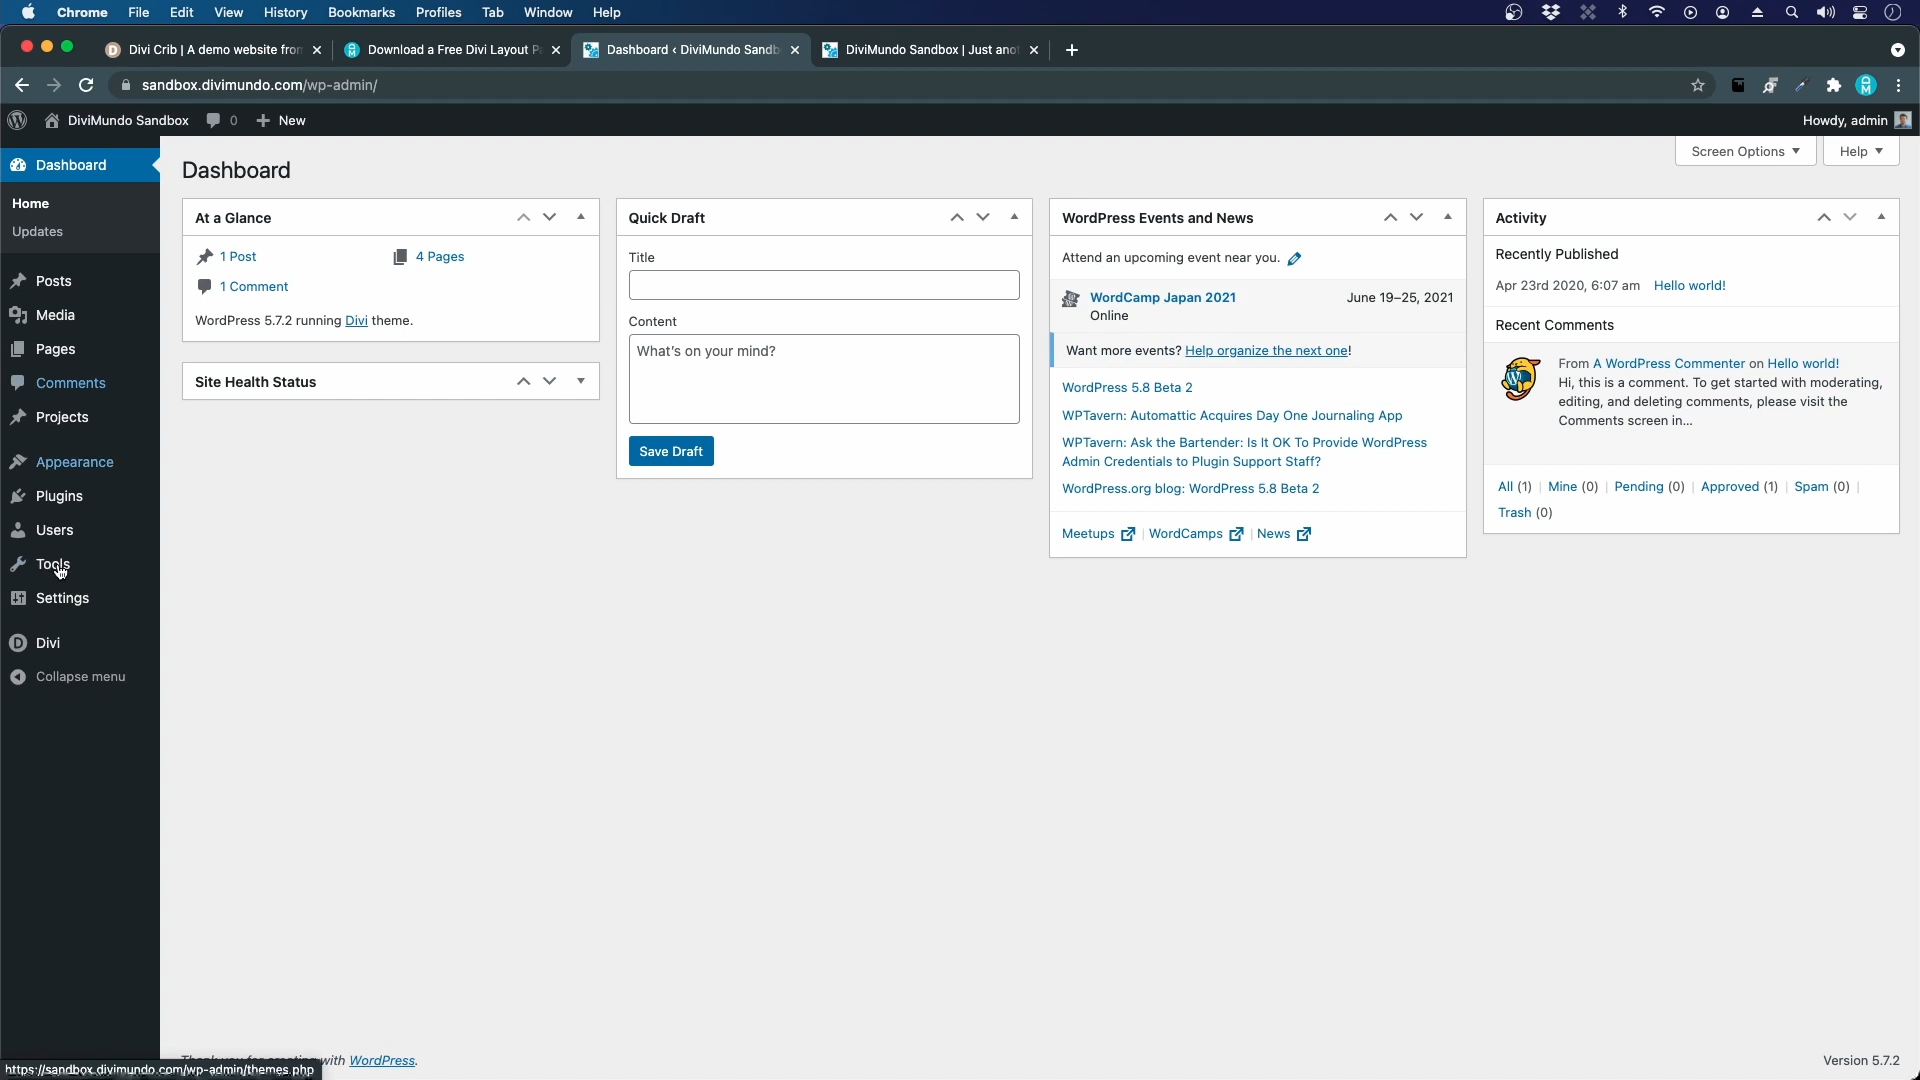 Chrome File Edit View History Bookmarks Profiles Tab Window Help
Divi Crib | A demo website from
Download a Free Divi Layout P
Dashboard ‹ DiviMundo Sandb
DiviMundo Sandbox | Just anot
sandbox.divimundo.com/wp-admin/
DiviMundo Sandbox 0 New
Howdy, admin
Dashboard
Home
Updates
Posts
Media
Pages
Comments
Projects
Appearance
Plugins
Users
Tools
Settings
Divi
Collapse menu
Dashboard
Screen Options
Help
At a Glance
1 Post
4 Pages
1 Comment
WordPress 5.7.2 running Divi theme.
Site Health Status
Quick Draft
Title
Content
What's on your mind?
Save Draft
WordPress Events and News
Attend an upcoming event near you.
WordCamp Japan 2021 June 19–25, 2021
Online
Want more events? Help organize the next one!
WordPress 5.8 Beta 2
WPTavern: Automattic Acquires Day One Journaling App
WPTavern: Ask the Bartender: Is It OK To Provide WordPress
Admin Credentials to Plugin Support Staff?
WordPress.org blog: WordPress 5.8 Beta 2
Meetups | WordCamps | News
Activity
Recently Published
Apr 23rd 2020, 6:07 am Hello world!
Recent Comments
From A WordPress Commenter on Hello world!
Hi, this is a comment. To get started with moderating,
editing, and deleting comments, please visit the
Comments screen in…
All (1) | Mine (0) | Pending (0) | Approved (1) | Spam (0) |
Trash (0)
Thank you for creating with WordPress.
Version 5.7.2
https://sandbox.divimundo.com/wp-admin/themes.php